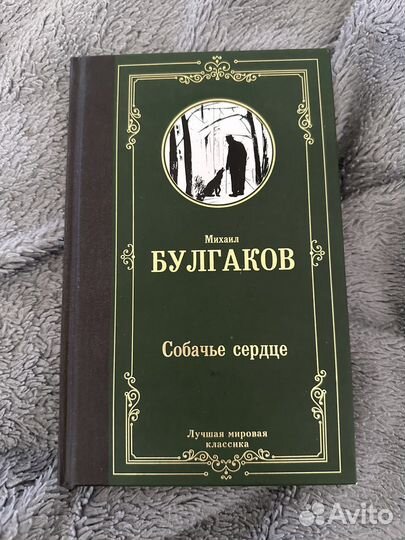 Михаил
БУЛГАКОВ
Собачье сердце
Лучшая мировая
классика
Avito